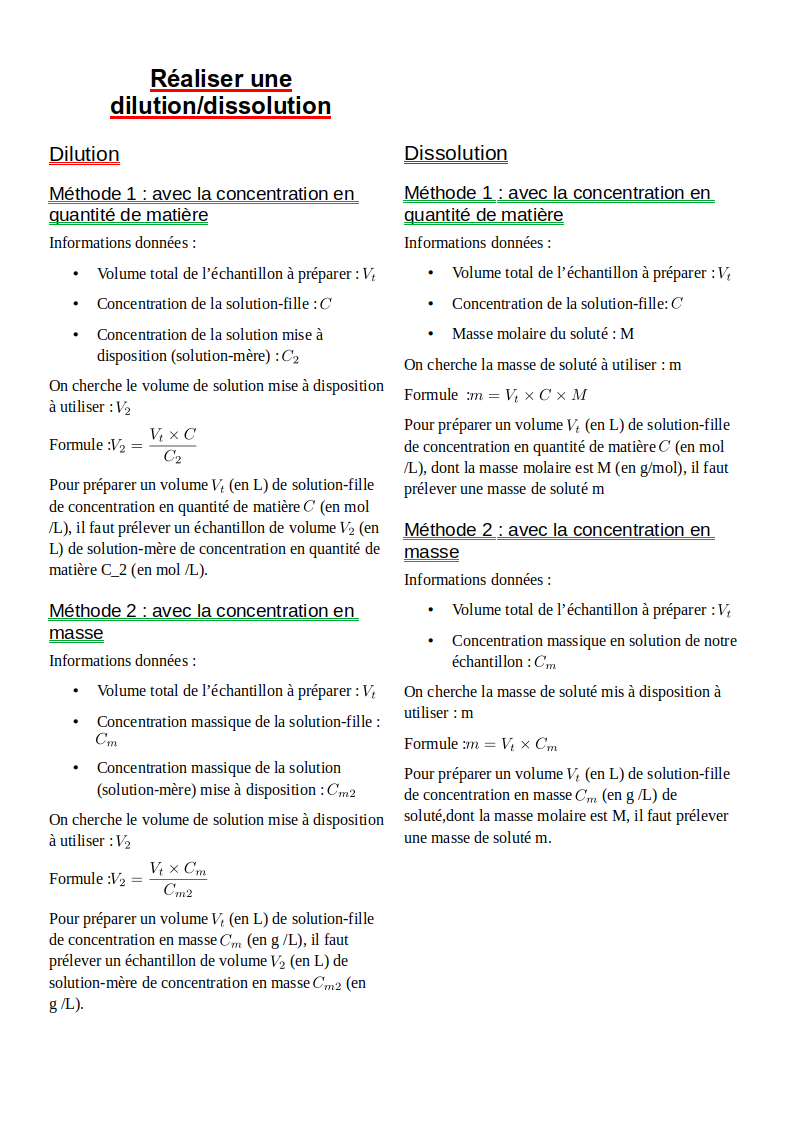 Réaliser une
dilution/dissolution
Dilution
Méthode 1 : avec la concentration en
quantité de matière
Informations données :
• Volume total de l’échantillon à préparer : V_t
• Concentration de la solution-fille : C
• Concentration de la solution mise à
disposition (solution-mère) : C_2
On cherche le volume de solution mise à disposition
à utiliser : V_2
Formule :V_2 = \frac{V_t × C}{C_2}
Pour préparer un volume V_t (en L) de solution-fille
de concentration en quantité de matière C (en mol
/L), il faut prélever un échantillon de volume V_2 (en
L) de solution-mère de concentration en quantité de
matière C_2 (en mol /L).
Méthode 2 : avec la concentration en
masse
Informations données :
• Volume total de l’échantillon à préparer : V_t
• Concentration massique de la solution-fille :
C_m
• Concentration massique de la solution
(solution-mère) mise à disposition : C_{m2}
On cherche le volume de solution mise à disposition
à utiliser : V_2
Formule :V_2 = \frac{V_t × C_m}{C_{m2}}
Pour préparer un volume V_t (en L) de solution-fille
de concentration en masse C_m (en g /L), il faut
prélever un échantillon de volume V_2 (en L) de
solution-mère de concentration en masse C_{m2} (en
g /L).
Dissolution
Méthode 1 : avec la concentration en
quantité de matière
Informations données :
• Volume total de l’échantillon à préparer : V_t
• Concentration de la solution-fille: C
• Masse molaire du soluté : M
On cherche la masse de soluté à utiliser : m
Formule :m = V_t × C × M
Pour préparer un volume V_t (en L) de solution-fille
de concentration en quantité de matière C (en mol
/L), dont la masse molaire est M (en g/mol), il faut
prélever une masse de soluté m
Méthode 2 : avec la concentration en
masse
Informations données :
• Volume total de l’échantillon à préparer : V_t
• Concentration massique en solution de notre
échantillon : C_m
On cherche la masse de soluté mis à disposition à
utiliser : m
Formule :m = V_t × C_m
Pour préparer un volume V_t (en L) de solution-fille
de concentration en masse C_m (en g /L) de
soluté,dont la masse molaire est M, il faut prélever
une masse de soluté m.